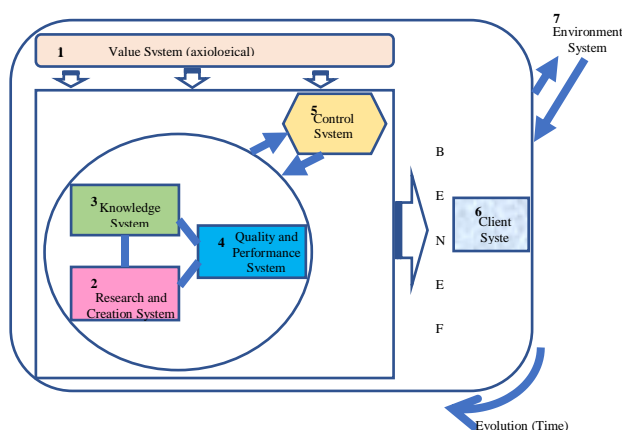 7
Environment
System
1 Value System (axiological)
5
Control
System
B
E
N
E
F
3 Knowledge
System
4 Quality and
Performance
System
2
Research and
Creation System
6
Client
Syste
Evolution (Time)